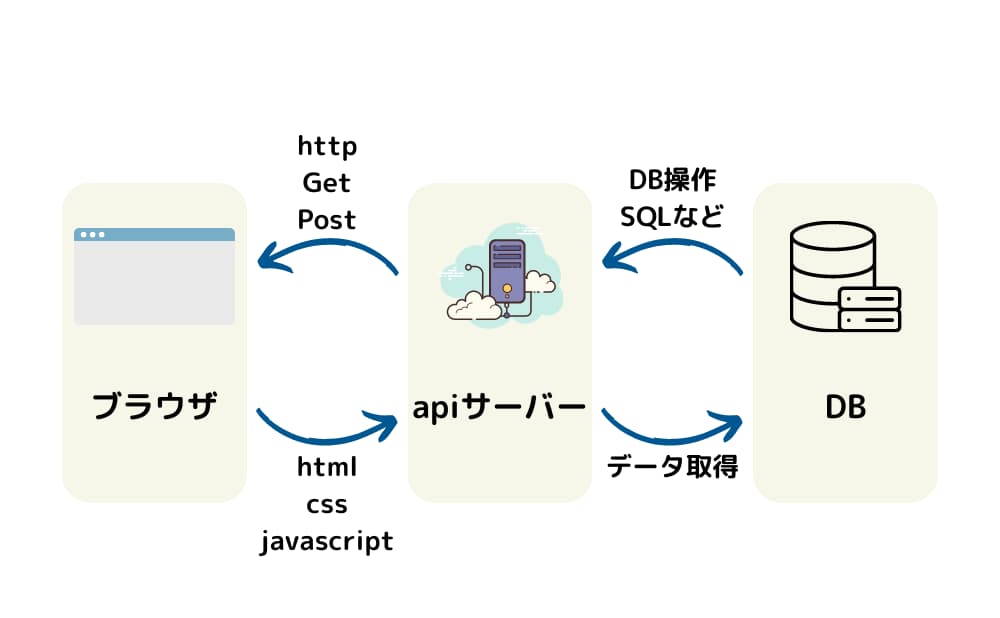 http
Get
Post
DB操作
SQLなど
ブラウザ
apiサーバー
DB
html
css
javascript
データ取得